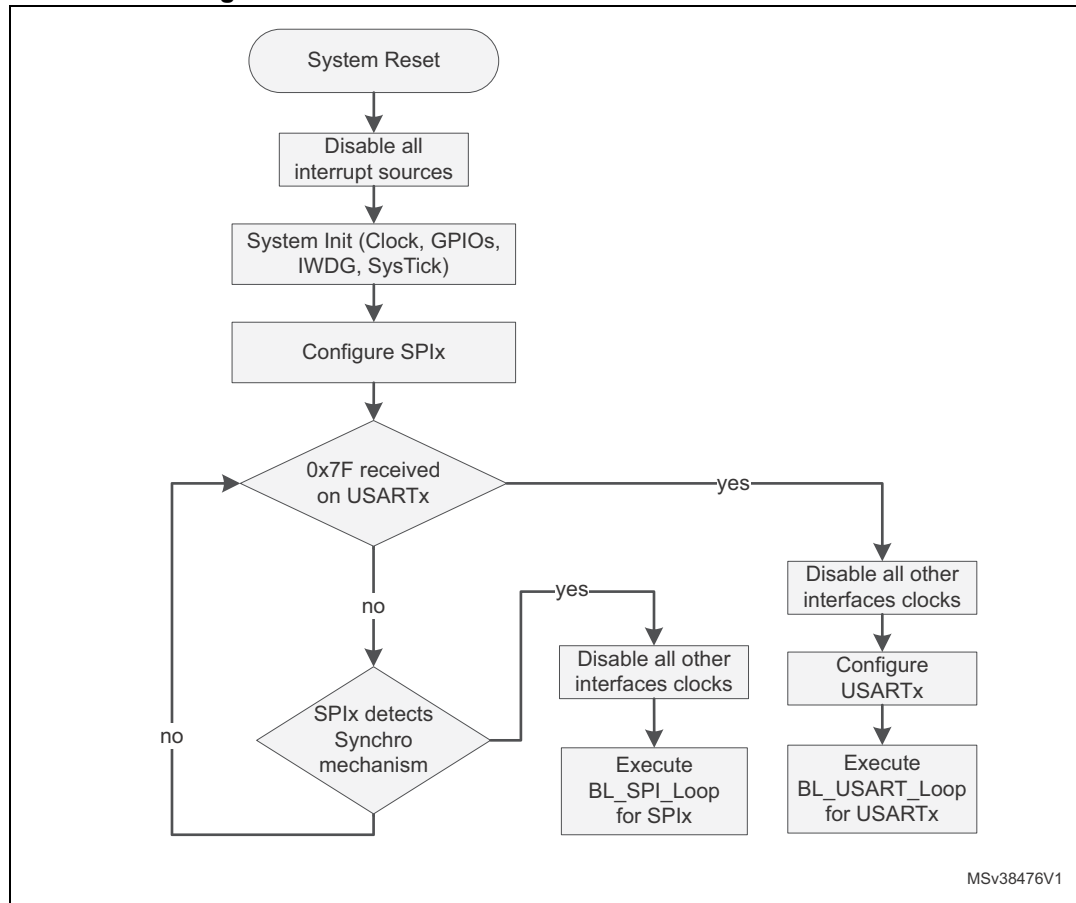 System Reset
Disable all
interrupt sources
System Init (Clock, GPIOs,
IWDG, SysTick)
Configure SPIx
0x7F received
on USARTx
yes
no
yes
Disable all other
interfaces clocks
Configure
USARTx
Execute
BL_USART_Loop
for USARTx
Disable all other
interfaces clocks
SPIx detects
Synchro
mechanism
no
Execute
BL_SPI_Loop
for SPIx
MSv38476V1